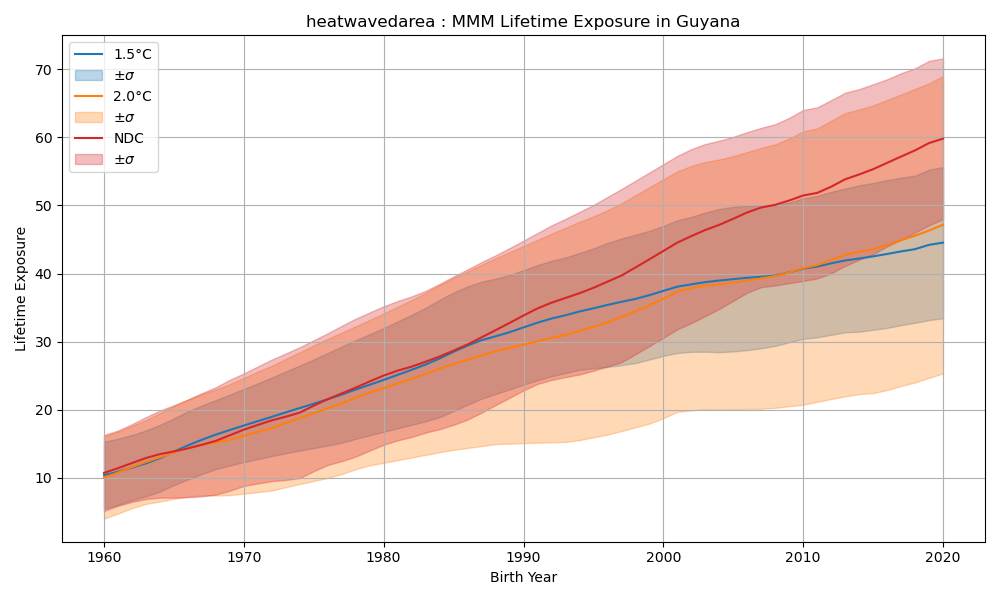 heatwavedarea : MMM Lifetime Exposure in Guyana
1.5°C
±σ
2.0°C
±σ
NDC
±σ
Lifetime Exposure
70
60
50
40
30
20
10
1960 1970 1980 1990 2000 2010 2020
Birth Year